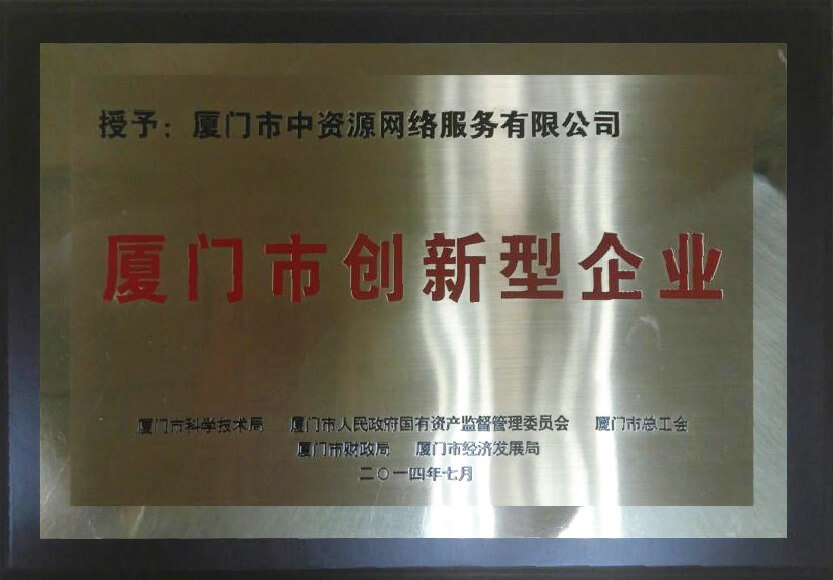 授予：厦门市中资源网络服务有限公司
厦门市创新型企业
厦门市科学技术局 厦门市人民政府国有资产监督管理委员会 厦门市总工会
厦门市财政局 厦门市经济发展局
二〇一四年七月